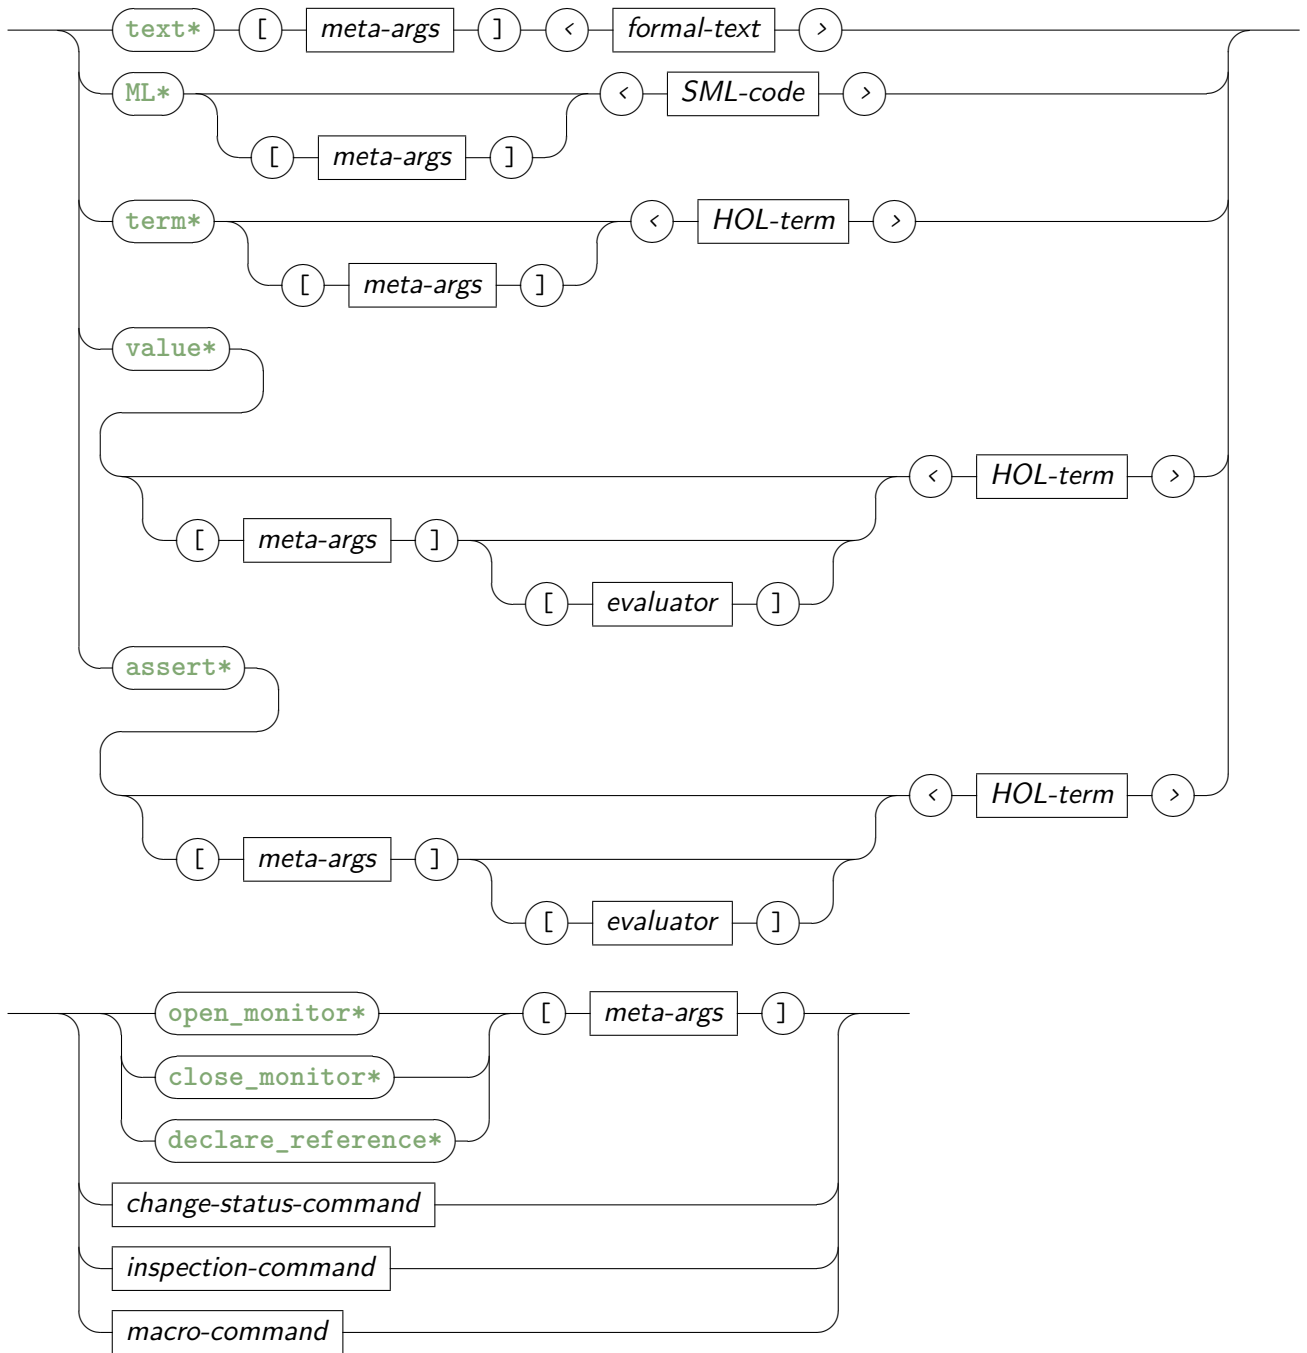 text* [ meta-args ] < formal-text >
ML* < SML-code >
[ meta-args ]
term* < HOL-term >
[ meta-args ]
value*
< HOL-term >
[ meta-args ]
[ evaluator ]
assert*
< HOL-term >
[ meta-args ]
[ evaluator ]
open_monitor* [ meta-args ]
close_monitor*
declare_reference*
change-status-command
inspection-command
macro-command